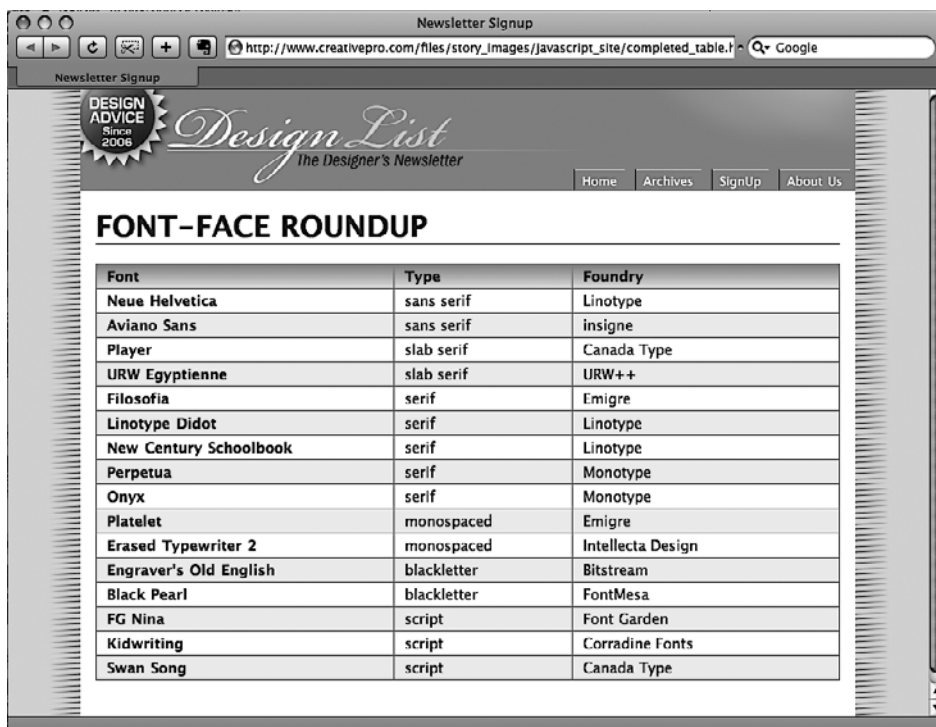 Newsletter Signup
http://www.creativepro.com/files/story_images/javascript_site/completed_table.h Google
Newsletter Signup
DESIGN
ADVICE
Since
2006
Design List
The Designer's Newsletter
Home Archives SignUp About Us
FONT-FACE ROUNDUP
Font Type Foundry
Neue Helvetica sans serif Linotype
Aviano Sans sans serif insigne
Player slab serif Canada Type
URW Egyptienne slab serif URW++
Filosofia serif Emigre
Linotype Didot serif Linotype
New Century Schoolbook serif Linotype
Perpetua serif Monotype
Onyx serif Monotype
Platelet monospaced Emigre
Erased Typewriter 2 monospaced Intellecta Design
Engraver's Old English blackletter Bitstream
Black Pearl blackletter FontMesa
FG Nina script Font Garden
Kidwriting script Corradine Fonts
Swan Song script Canada Type